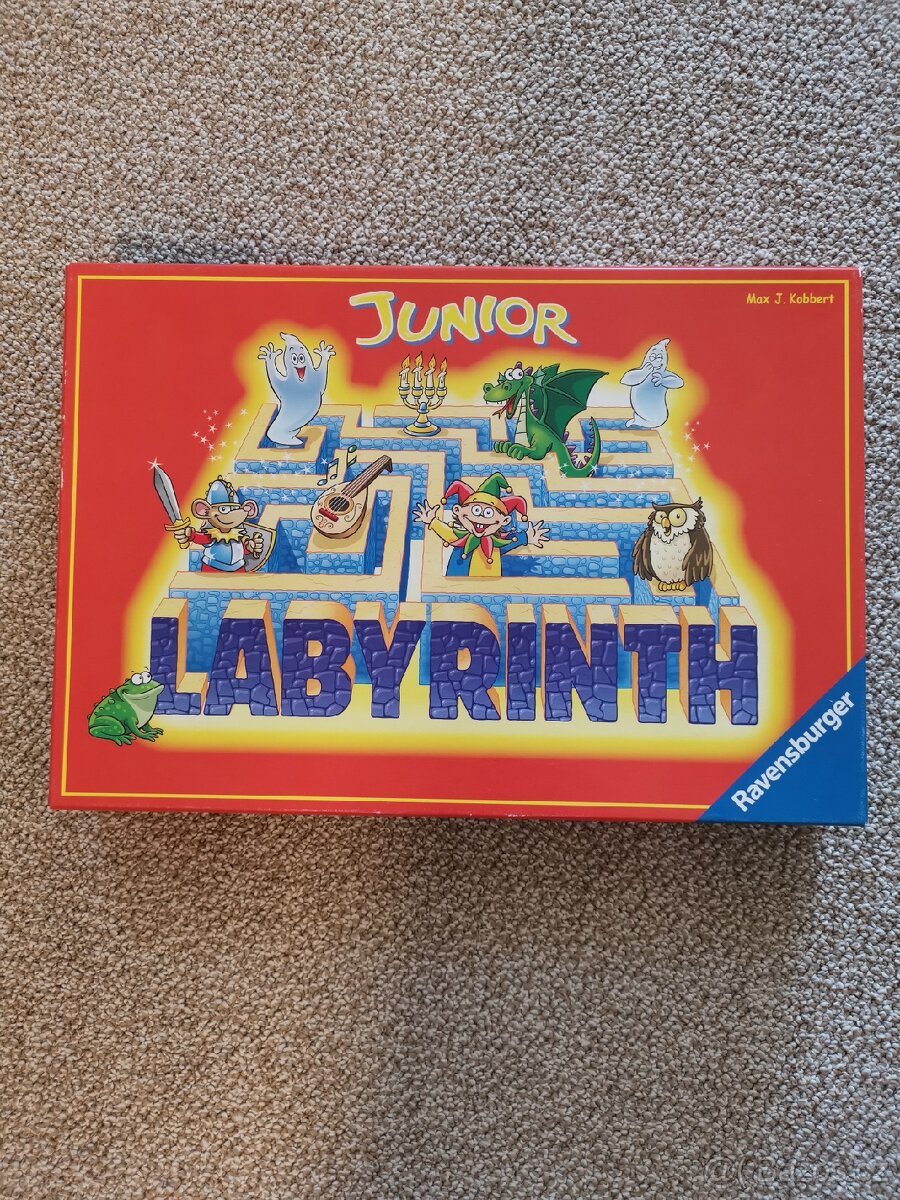 JUNIOR
Max J. Kobbert
LABYRINTH
Ravensburger